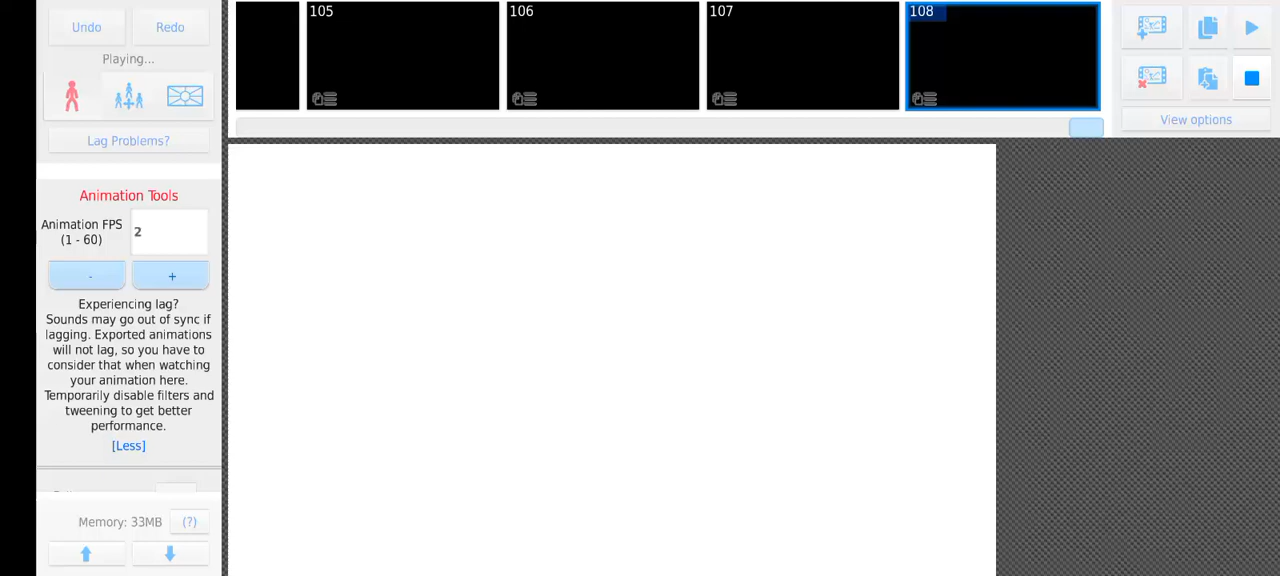 Undo Redo
105 106 107 108
Playing...
Lag Problems?
View options
Animation Tools
Animation FPS
(1 - 60)
2
- +
Experiencing lag?
Sounds may go out of sync if
lagging. Exported animations
will not lag, so you have to
consider that when watching
your animation here.
Temporarily disable filters and
tweening to get better
performance.
[Less]
Memory: 33MB (?)